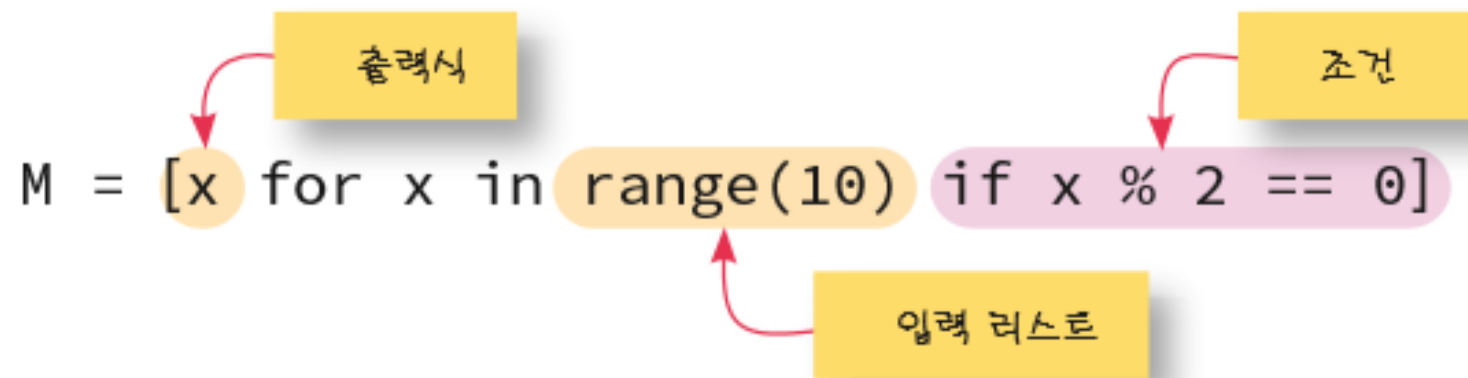 출력식
조건
M = [x for x in range(10) if x % 2 == 0]
입력 리스트